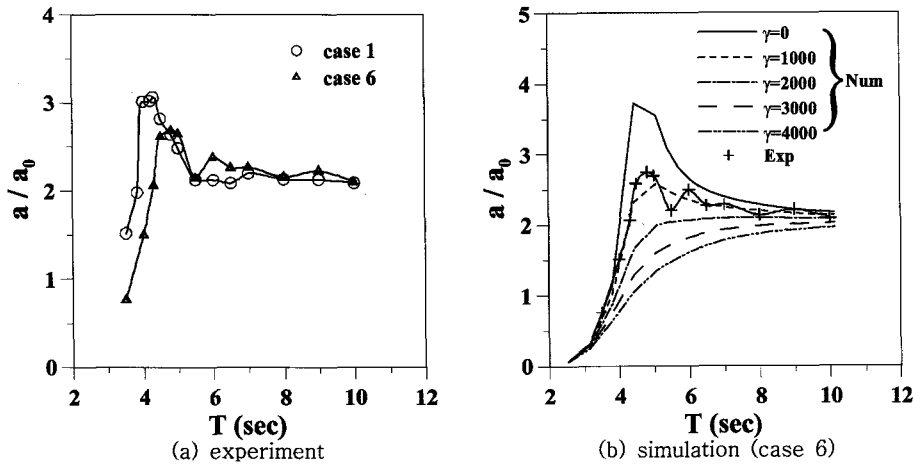 4
3
2
1
0
a / a0
case 1
case 6
2 4 6 8 10 12
T (sec)
(a) experiment
5
4
3
2
1
0
a / a0
γ=0
γ=1000
γ=2000
γ=3000
γ=4000
Num
Exp
2 4 6 8 10 12
T (sec)
(b) simulation (case 6)